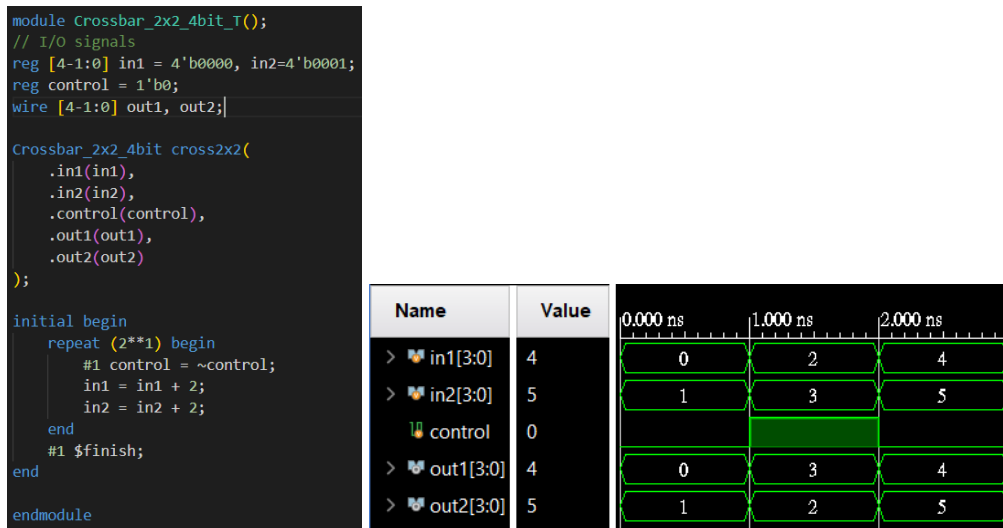 module Crossbar_2x2_4bit_T();
// I/O signals
reg [4-1:0] in1 = 4'b0000, in2=4'b0001;
reg control = 1'b0;
wire [4-1:0] out1, out2;
Crossbar_2x2_4bit cross2x2(
.in1(in1),
.in2(in2),
.control(control),
.out1(out1),
.out2(out2)
);
initial begin
repeat (2**1) begin
#1 control = ~control;
in1 = in1 + 2;
in2 = in2 + 2;
end
#1 $finish;
end
endmodule
Name Value 0.000 ns 1.000 ns 2.000 ns
in1[3:0] 4 0 2 4
in2[3:0] 5 1 3 5
control 0
out1[3:0] 4 0 3 4
out2[3:0] 5 1 2 5